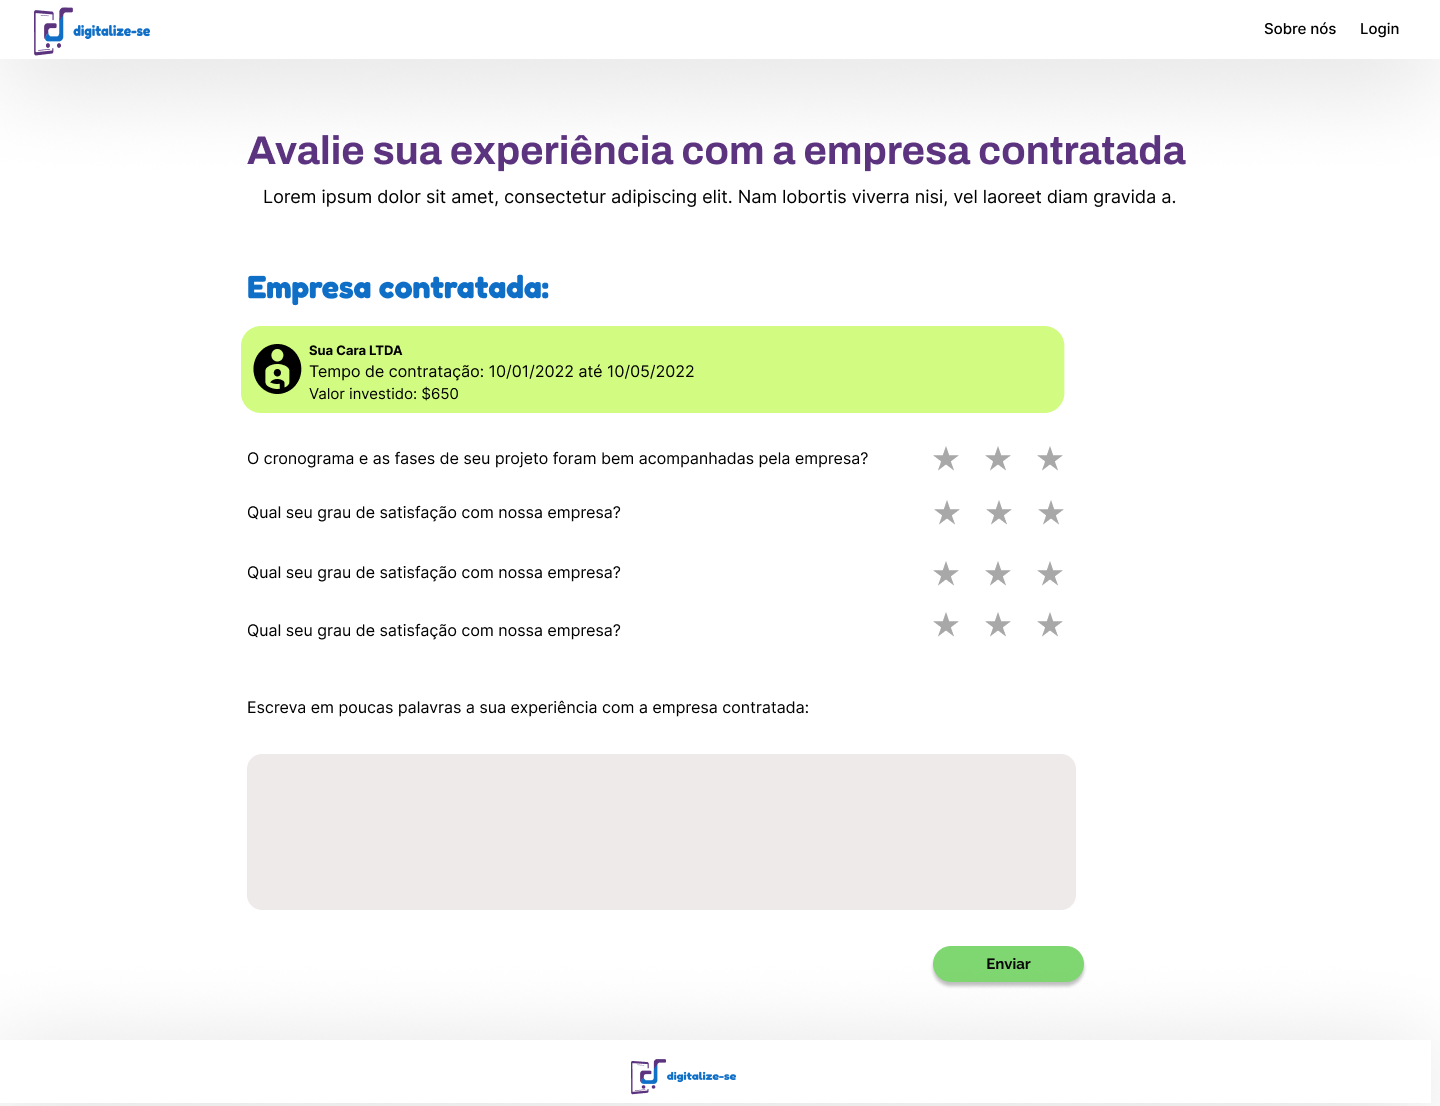 digitalize-se
Sobre nós Login
Avalie sua experiência com a empresa contratada
Lorem ipsum dolor sit amet, consectetur adipiscing elit. Nam lobortis viverra nisi, vel laoreet diam gravida a.
Empresa contratada:
Sua Cara LTDA
Tempo de contratação: 10/01/2022 até 10/05/2022
Valor investido: $650
O cronograma e as fases de seu projeto foram bem acompanhadas pela empresa?
Qual seu grau de satisfação com nossa empresa?
Qual seu grau de satisfação com nossa empresa?
Qual seu grau de satisfação com nossa empresa?
Escreva em poucas palavras a sua experiência com a empresa contratada:
Enviar
digitalize-se